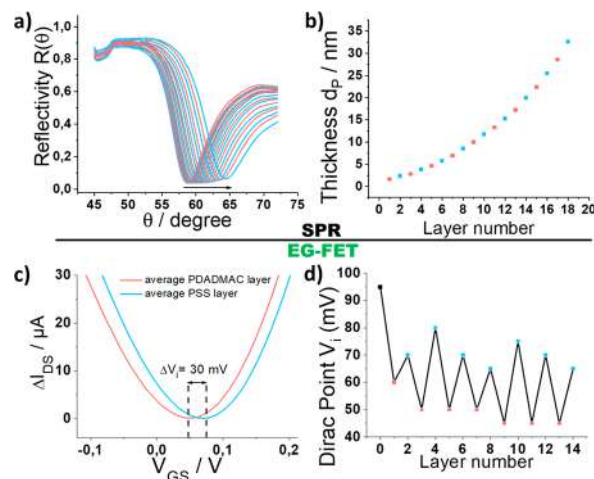 a)
Reflectivity R(θ)
1,0
0,8
0,6
0,4
0,2
0,0
45 50 55 60 65 70 75
θ / degree
b)
Thickness dP / nm
35
30
25
20
15
10
5
0
0 2 4 6 8 10 12 14 16 18 20
Layer number
SPR
EG-FET
c)
ΔIDS / μA
30
20
10
0
average PDADMAC layer
average PSS layer
ΔVi= 30 mV
-0,1 0,0 0,1 0,2
VGS / V
d)
Dirac Point Vi (mV)
100
90
80
70
60
50
40
0 2 4 6 8 10 12 14
Layer number